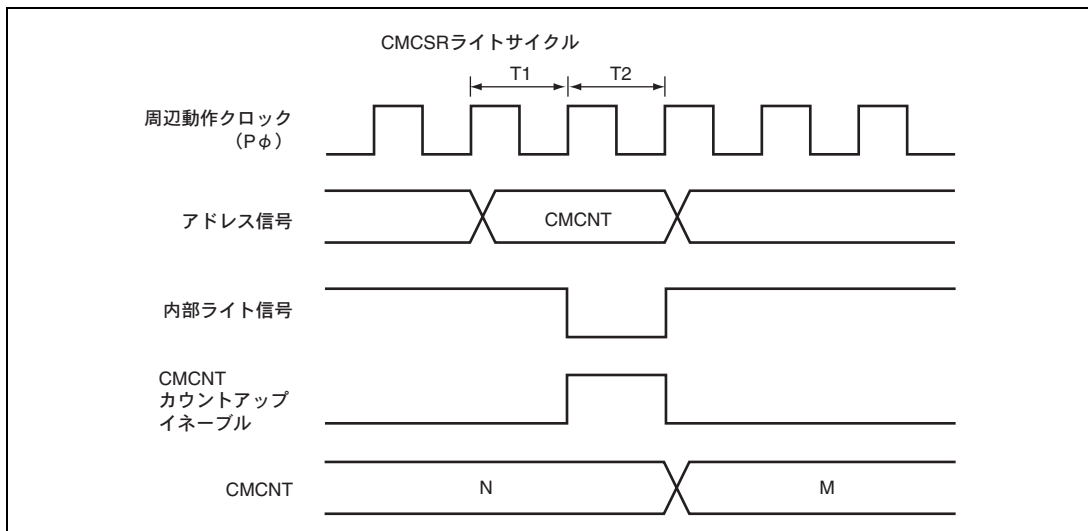 CMCSRライトサイクル
T1
T2
周辺動作クロック
(Pφ)
アドレス信号
CMCNT
内部ライト信号
CMCNT
カウントアップ
イネーブル
CMCNT
N
M